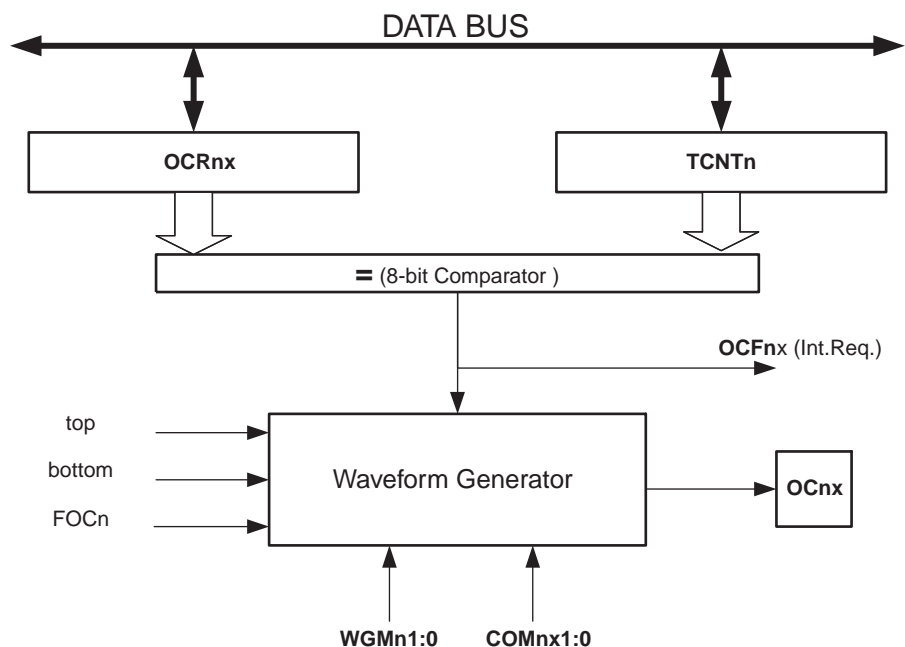 DATA BUS
OCRnx
TCNTn
= (8-bit Comparator )
OCFnx (Int.Req.)
top
bottom
FOCn
Waveform Generator
OCnx
WGMn1:0
COMnx1:0